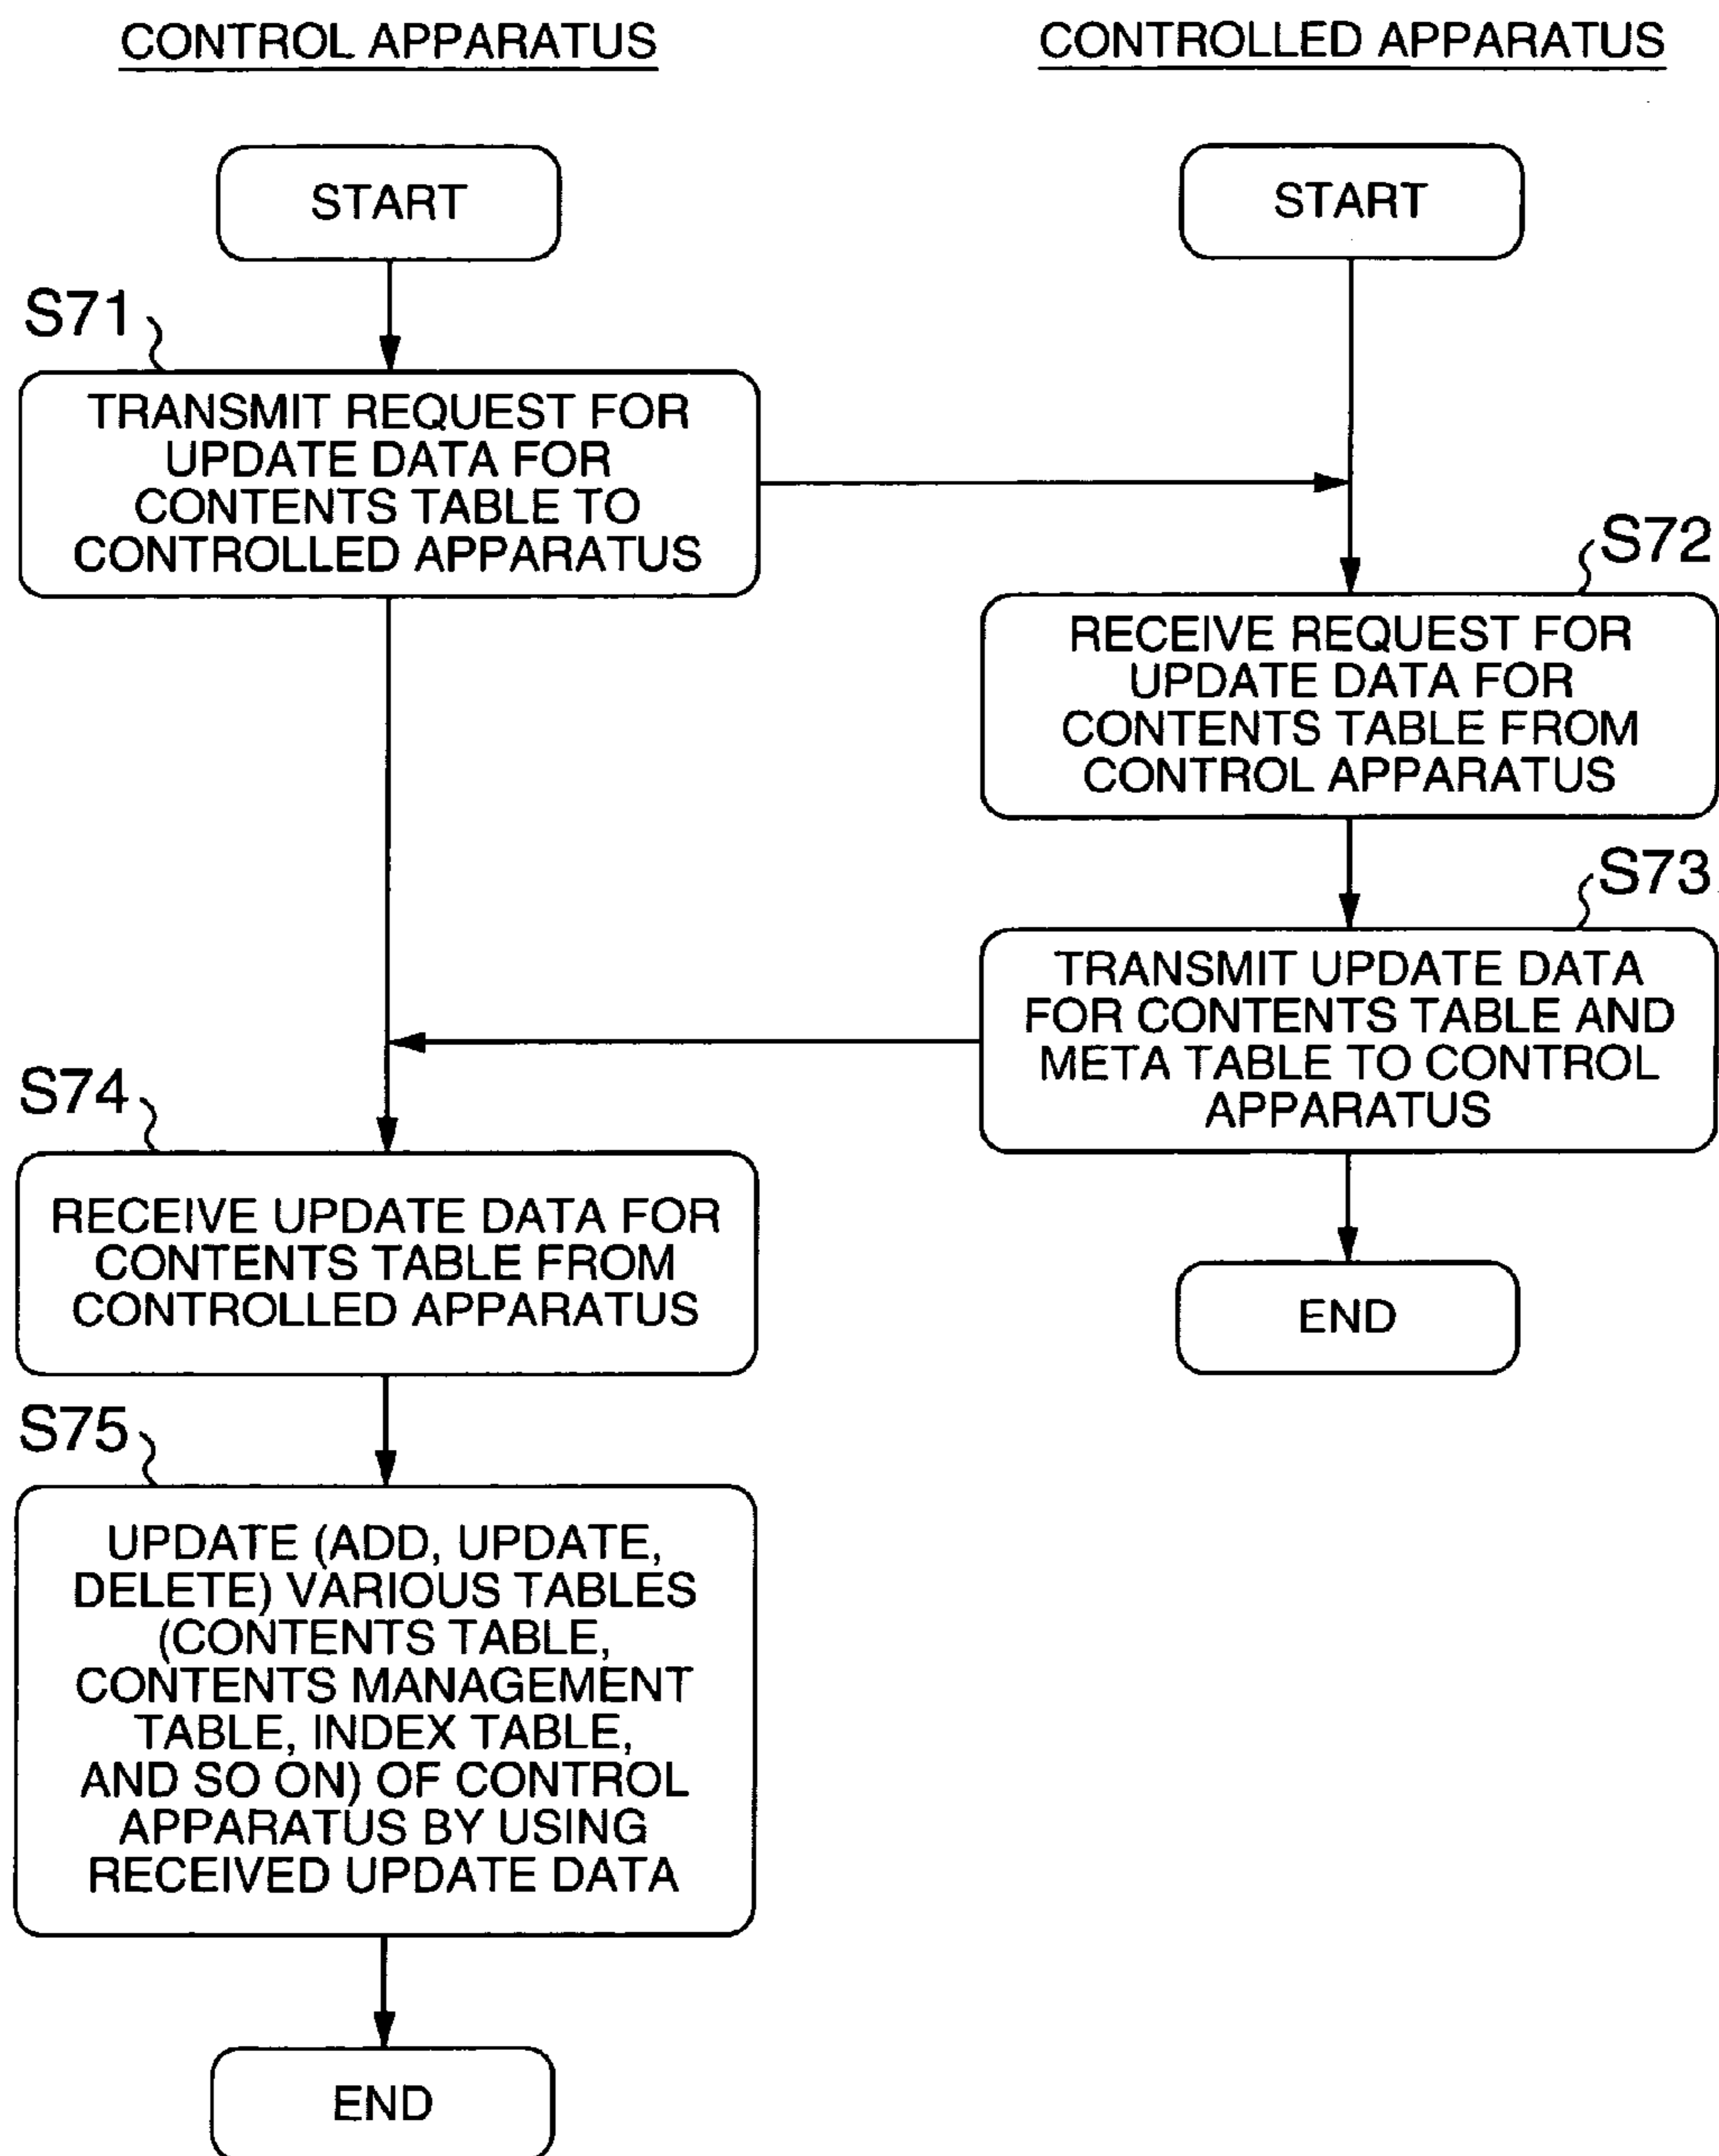 CONTROL APPARATUS
CONTROLLED APPARATUS
START
START
S71
TRANSMIT REQUEST FOR
UPDATE DATA FOR
CONTENTS TABLE TO
CONTROLLED APPARATUS
S72
RECEIVE REQUEST FOR
UPDATE DATA FOR
CONTENTS TABLE FROM
CONTROL APPARATUS
S73
TRANSMIT UPDATE DATA
FOR CONTENTS TABLE AND
META TABLE TO CONTROL
APPARATUS
S74
RECEIVE UPDATE DATA FOR
CONTENTS TABLE FROM
CONTROLLED APPARATUS
END
S75
UPDATE (ADD, UPDATE,
DELETE) VARIOUS TABLES
(CONTENTS TABLE,
CONTENTS MANAGEMENT
TABLE, INDEX TABLE,
AND SO ON) OF CONTROL
APPARATUS BY USING
RECEIVED UPDATE DATA
END